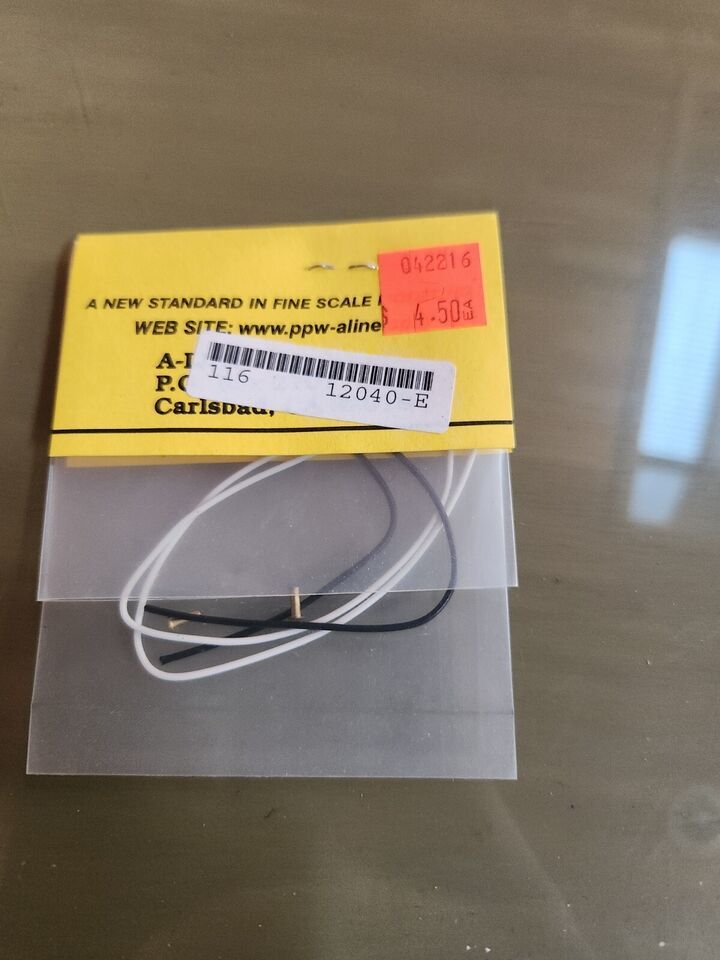 042216
$ 4.50 EA
A NEW STANDARD IN FINE SCALE
WEB SITE: www.ppw-aline
A-
P.
116 12040-E
Carlsbad,